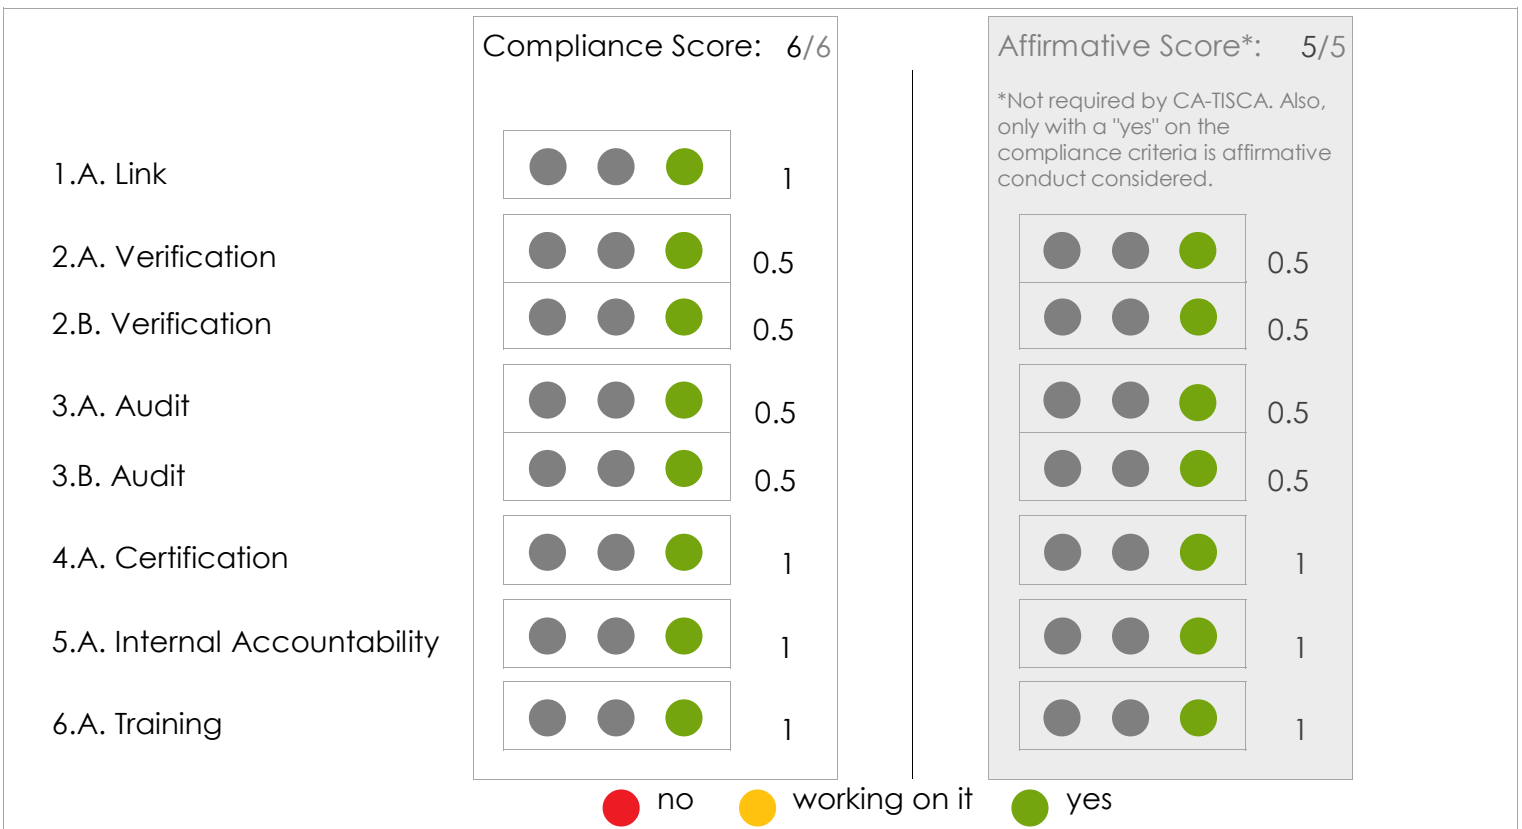 Compliance Score: 6/6
Affirmative Score*: 5/5
*Not required by CA-TISCA. Also,
only with a "yes" on the
compliance criteria is affirmative
conduct considered.
1.A. Link 1
2.A. Verification 0.5 0.5
2.B. Verification 0.5 0.5
3.A. Audit 0.5 0.5
3.B. Audit 0.5 0.5
4.A. Certification 1 1
5.A. Internal Accountability 1 1
6.A. Training 1 1
no working on it yes